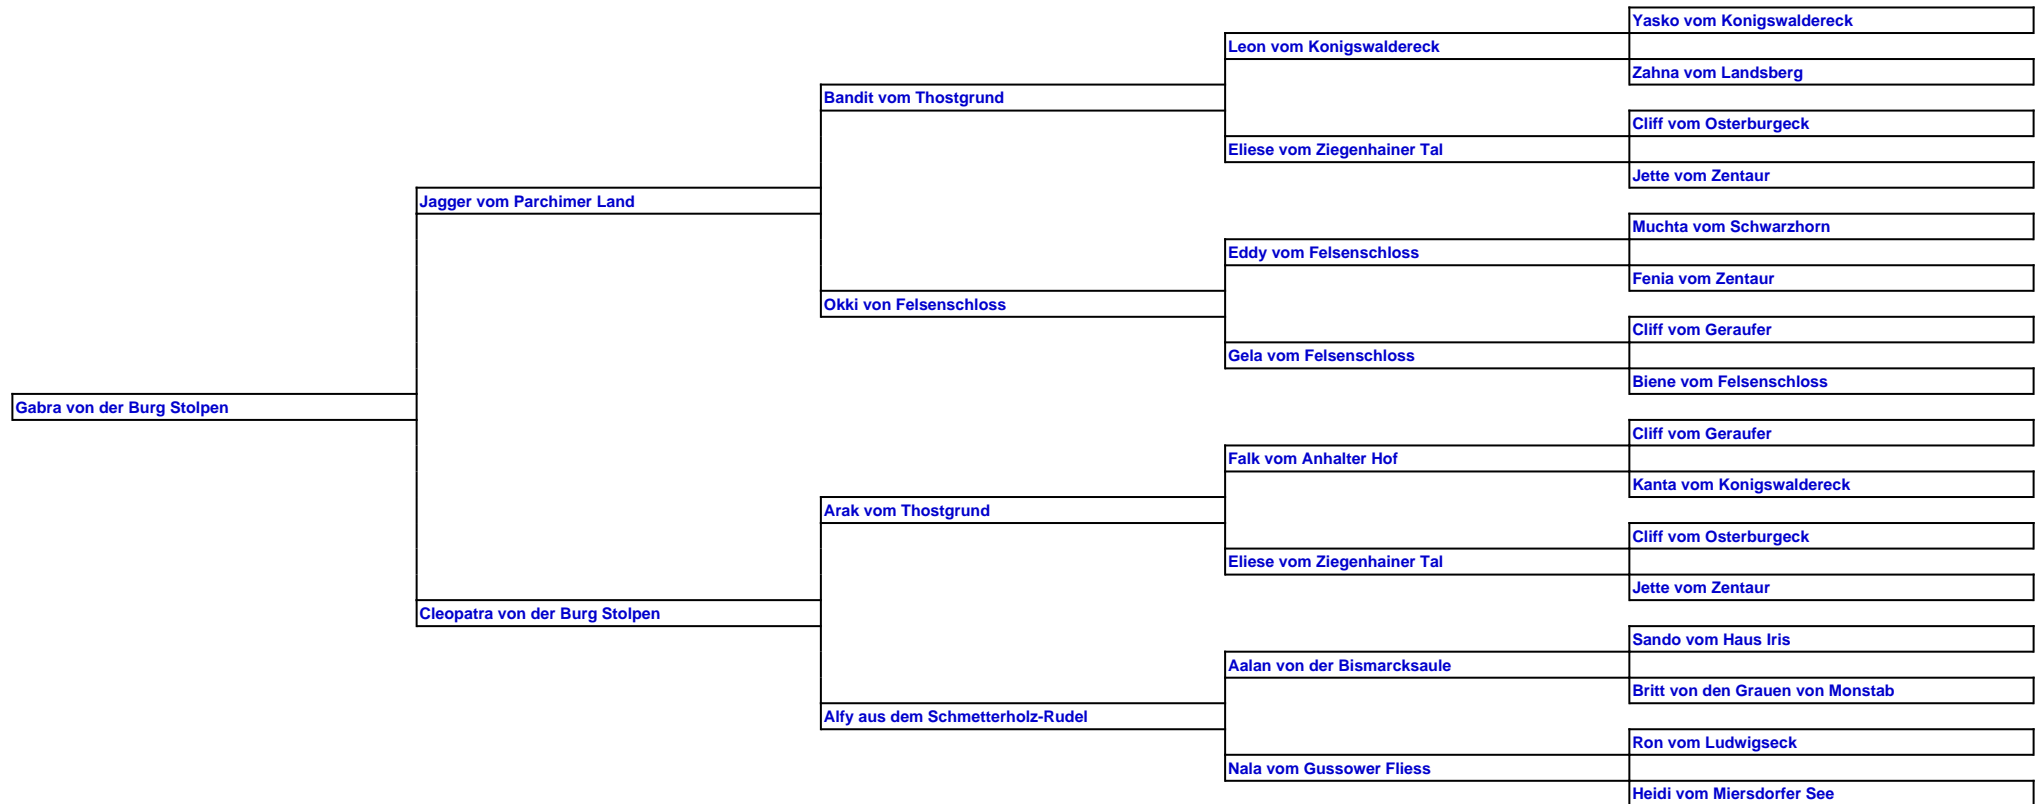 Yasko vom Konigswaldereck
Leon vom Konigswaldereck
Zahna vom Landsberg
Bandit vom Thostgrund
Cliff vom Osterburgeck
Eliese vom Ziegenhainer Tal
Jette vom Zentaur
Jagger vom Parchimer Land
Muchta vom Schwarzhorn
Eddy vom Felsenschloss
Fenia vom Zentaur
Okki von Felsenschloss
Cliff vom Geraufer
Gela vom Felsenschloss
Biene vom Felsenschloss
Gabra von der Burg Stolpen
Cliff vom Geraufer
Falk vom Anhalter Hof
Kanta vom Konigswaldereck
Arak vom Thostgrund
Cliff vom Osterburgeck
Eliese vom Ziegenhainer Tal
Jette vom Zentaur
Cleopatra von der Burg Stolpen
Sando vom Haus Iris
Aalan von der Bismarcksaule
Britt von den Grauen von Monstab
Alfy aus dem Schmetterholz-Rudel
Ron vom Ludwigseck
Nala vom Gussower Fliess
Heidi vom Miersdorfer See